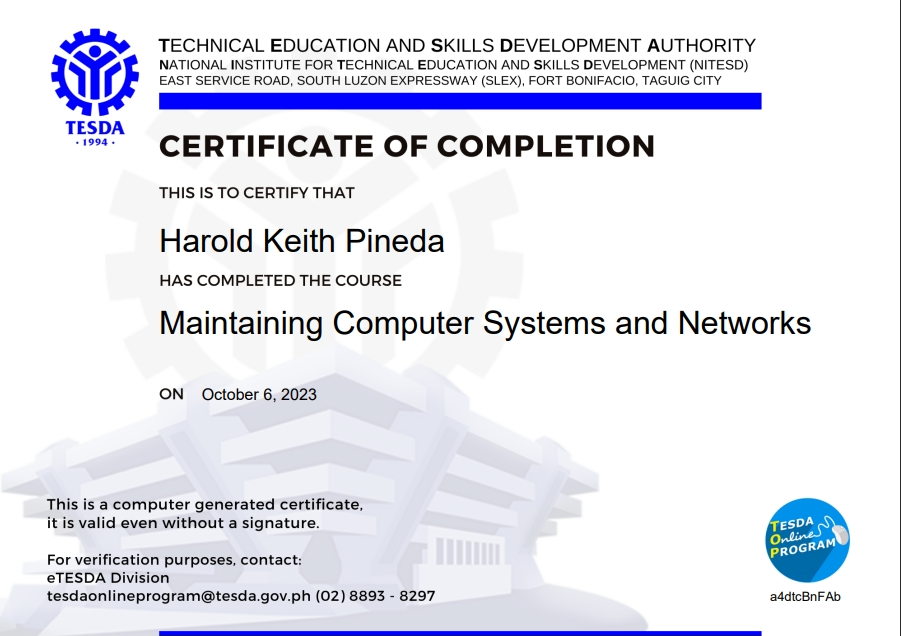 TECHNICAL EDUCATION AND SKILLS DEVELOPMENT AUTHORITY
NATIONAL INSTITUTE FOR TECHNICAL EDUCATION AND SKILLS DEVELOPMENT (NITESD)
EAST SERVICE ROAD, SOUTH LUZON EXPRESSWAY (SLEX), FORT BONIFACIO, TAGUIG CITY
TESDA
· 1994 ·
CERTIFICATE OF COMPLETION
THIS IS TO CERTIFY THAT
Harold Keith Pineda
HAS COMPLETED THE COURSE
Maintaining Computer Systems and Networks
ON October 6, 2023
This is a computer generated certificate,
it is valid even without a signature.
For verification purposes, contact:
eTESDA Division
tesdaonlineprogram@tesda.gov.ph (02) 8893 - 8297
TESDA
Online
PROGRAM
a4dtcBnFAb